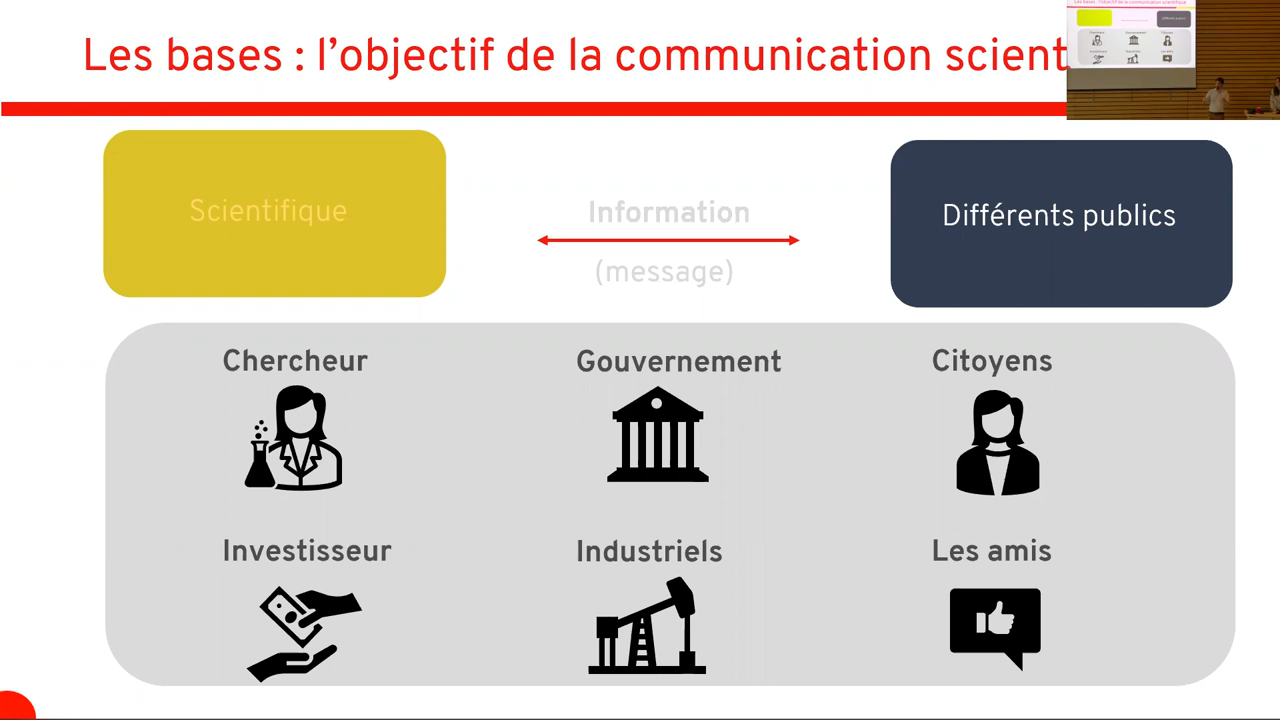 Les bases : l’objectif de la communication scient
Scientifique
Information
(message)
Différents publics
Chercheur
Gouvernement
Citoyens
Investisseur
Industriels
Les amis